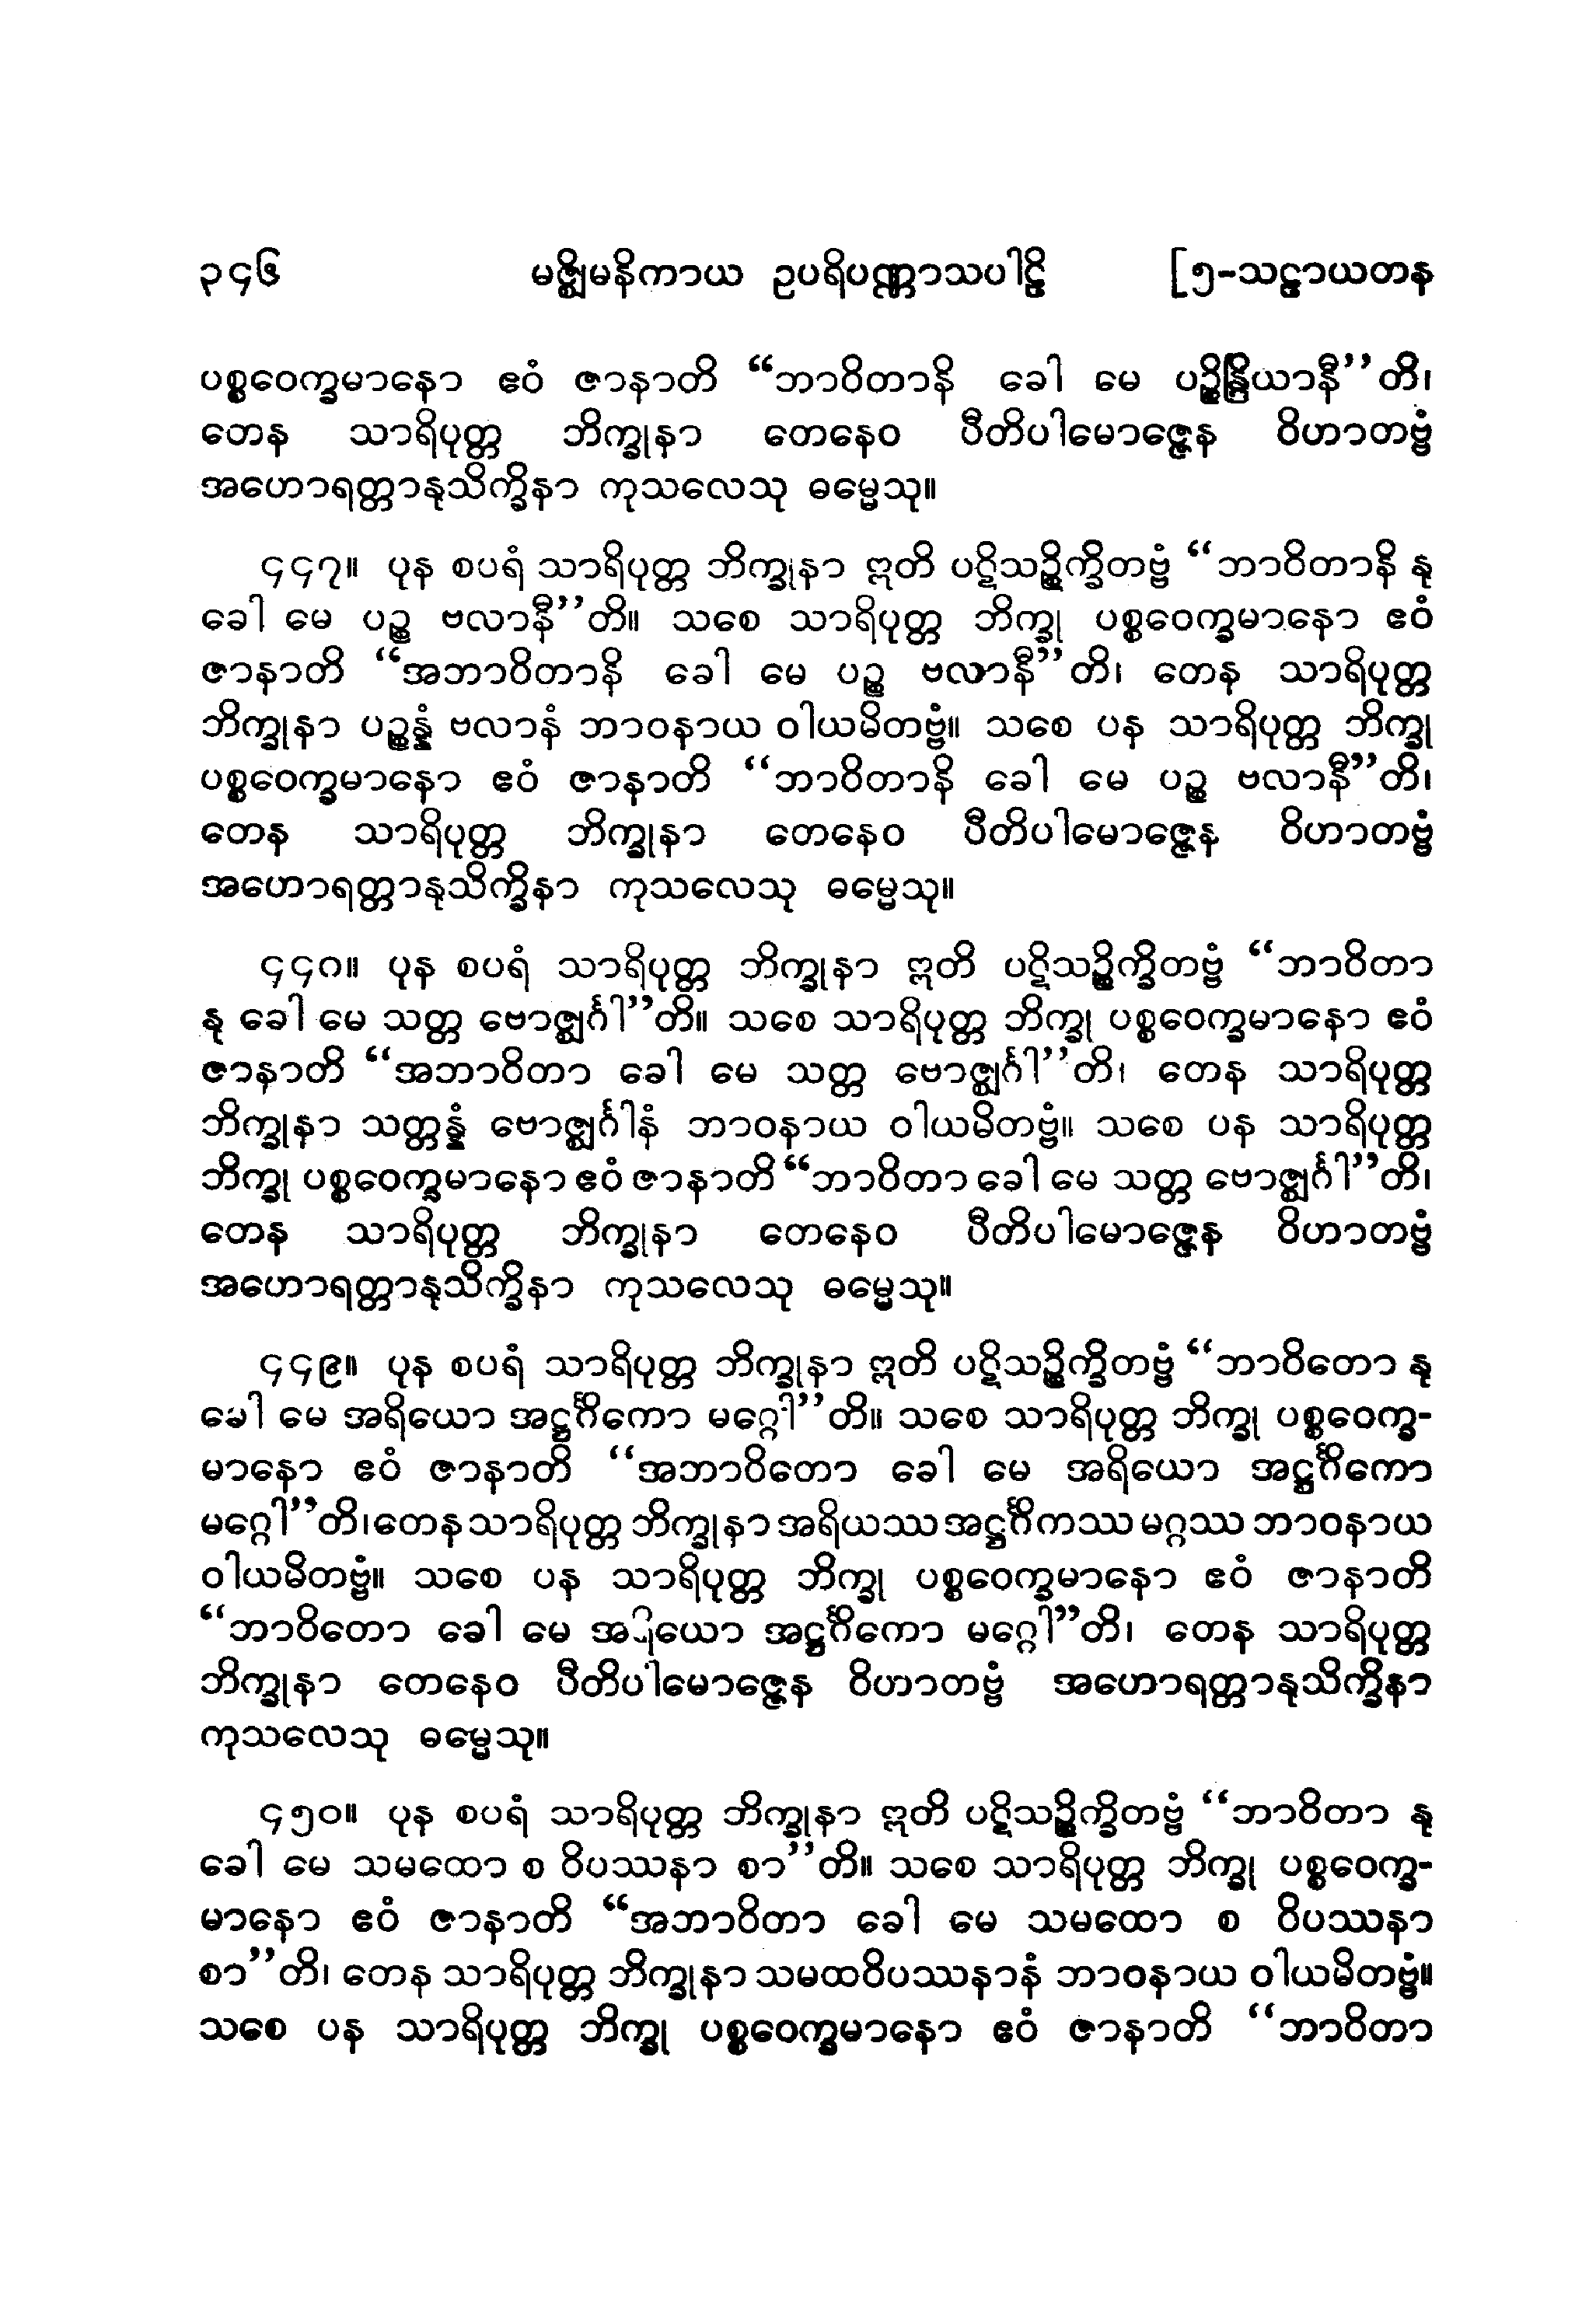 ၃၄၆ မဇ္ဈိမနိကာယ ဥပရိပဏ္ဏာသပါဠိ [၅-သဠာယတန
ပစ္စဝေက္ခမာနော ဧဝံ ဇာနာတိ “ဘာဝိတာနိ ခေါ မေ ပဉ္စိန္ဒြိယာနီ”တိ၊
တေန သာရိပုတ္တ ဘိက္ခုနာ တေနေဝ ပီတိပါမောဇ္ဇေန ဝိဟာတဗ္ဗံ
အဟောရတ္တာနုသိက္ခိနာ ကုသလေသု ဓမ္မေသု။
၄၄၇။ ပုန စပရံ သာရိပုတ္တ ဘိက္ခုနာ ဣတိ ပဋိသဉ္စိက္ခိတဗ္ဗံ “ဘာဝိတာနိ နု
ခေါ မေ ပဉ္စ ဗလာနီ”တိ။ သစေ သာရိပုတ္တ ဘိက္ခု ပစ္စဝေက္ခမာနော ဧဝံ
ဇာနာတိ “အဘာဝိတာနိ ခေါ မေ ပဉ္စ ဗလာနီ”တိ၊ တေန သာရိပုတ္တ
ဘိက္ခုနာ ပဉ္စန္နံ ဗလာနံ ဘာဝနာယ ဝါယမိတဗ္ဗံ။ သစေ ပန သာရိပုတ္တ ဘိက္ခု
ပစ္စဝေက္ခမာနော ဧဝံ ဇာနာတိ “ဘာဝိတာနိ ခေါ မေ ပဉ္စ ဗလာနီ”တိ၊
တေန သာရိပုတ္တ ဘိက္ခုနာ တေနေဝ ပီတိပါမောဇ္ဇေန ဝိဟာတဗ္ဗံ
အဟောရတ္တာနုသိက္ခိနာ ကုသလေသု ဓမ္မေသု။
၄၄၈။ ပုန စပရံ သာရိပုတ္တ ဘိက္ခုနာ ဣတိ ပဋိသဉ္စိက္ခိတဗ္ဗံ “ဘာဝိတာ
နု ခေါ မေ သတ္တ ဗောဇ္ဈင်္ဂါ”တိ။ သစေ သာရိပုတ္တ ဘိက္ခု ပစ္စဝေက္ခမာနော ဧဝံ
ဇာနာတိ “အဘာဝိတာ ခေါ မေ သတ္တ ဗောဇ္ဈင်္ဂါ”တိ၊ တေန သာရိပုတ္တ
ဘိက္ခုနာ သတ္တန္နံ ဗောဇ္ဈင်္ဂါနံ ဘာဝနာယ ဝါယမိတဗ္ဗံ။ သစေ ပန သာရိပုတ္တ
ဘိက္ခု ပစ္စဝေက္ခမာနော ဧဝံ ဇာနာတိ “ဘာဝိတာ ခေါ မေ သတ္တ ဗောဇ္ဈင်္ဂါ”တိ၊
တေန သာရိပုတ္တ ဘိက္ခုနာ တေနေဝ ပီတိပါမောဇ္ဇေန ဝိဟာတဗ္ဗံ
အဟောရတ္တာနုသိက္ခိနာ ကုသလေသု ဓမ္မေသု။
၄၄၉။ ပုန စပရံ သာရိပုတ္တ ဘိက္ခုနာ ဣတိ ပဋိသဉ္စိက္ခိတဗ္ဗံ “ဘာဝိတော နု
ခေါ မေ အရိယော အဋ္ဌင်္ဂိကော မဂ္ဂေါ”တိ။ သစေ သာရိပုတ္တ ဘိက္ခု ပစ္စဝေက္ခ-
မာနော ဧဝံ ဇာနာတိ “အဘာဝိတော ခေါ မေ အရိယော အဋ္ဌင်္ဂိကော
မဂ္ဂေါ”တိ၊ တေန သာရိပုတ္တ ဘိက္ခုနာ အရိယဿ အဋ္ဌင်္ဂိကဿ မဂ္ဂဿ ဘာဝနာယ
ဝါယမိတဗ္ဗံ။ သစေ ပန သာရိပုတ္တ ဘိက္ခု ပစ္စဝေက္ခမာနော ဧဝံ ဇာနာတိ
“ဘာဝိတော ခေါ မေ အရိယော အဋ္ဌင်္ဂိကော မဂ္ဂေါ”တိ၊ တေန သာရိပုတ္တ
ဘိက္ခုနာ တေနေဝ ပီတိပါမောဇ္ဇေန ဝိဟာတဗ္ဗံ အဟောရတ္တာနုသိက္ခိနာ
ကုသလေသု ဓမ္မေသု။
၄၅၀။ ပုန စပရံ သာရိပုတ္တ ဘိက္ခုနာ ဣတိ ပဋိသဉ္စိက္ခိတဗ္ဗံ “ဘာဝိတာ နု
ခေါ မေ သမထော စ ဝိပဿနာ စာ”တိ။ သစေ သာရိပုတ္တ ဘိက္ခု ပစ္စဝေက္ခ-
မာနော ဧဝံ ဇာနာတိ “အဘာဝိတာ ခေါ မေ သမထော စ ဝိပဿနာ
စာ”တိ၊ တေန သာရိပုတ္တ ဘိက္ခုနာ သမထဝိပဿနာနံ ဘာဝနာယ ဝါယမိတဗ္ဗံ။
သစေ ပန သာရိပုတ္တ ဘိက္ခု ပစ္စဝေက္ခမာနော ဧဝံ ဇာနာတိ “ဘာဝိတာ